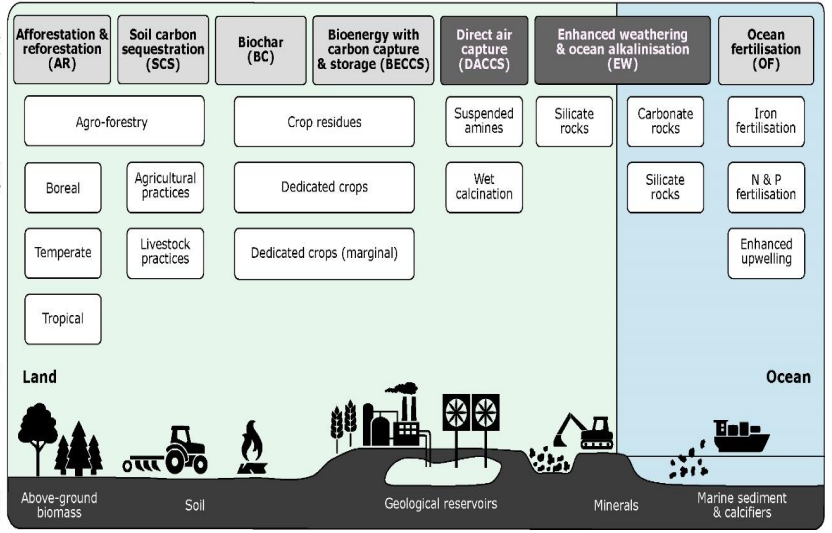 Afforestation &
reforestation
(AR)
Soil carbon
sequestration
(SCS)
Biochar
(BC)
Bioenergy with
carbon capture
& storage (BECCS)
Direct air
capture
(DACCS)
Enhanced weathering
& ocean alkalinisation
(EW)
Ocean
fertilisation
(OF)
Agro-forestry
Crop residues
Suspended
amines
Silicate
rocks
Carbonate
rocks
Iron
fertilisation
Boreal
Agricultural
practices
Dedicated crops
Wet
calcination
Silicate
rocks
N & P
fertilisation
Temperate
Livestock
practices
Dedicated crops (marginal)
Enhanced
upwelling
Tropical
Land
Ocean
Above-ground
biomass
Soil
Geological reservoirs
Minerals
Marine sediment
& calcifiers